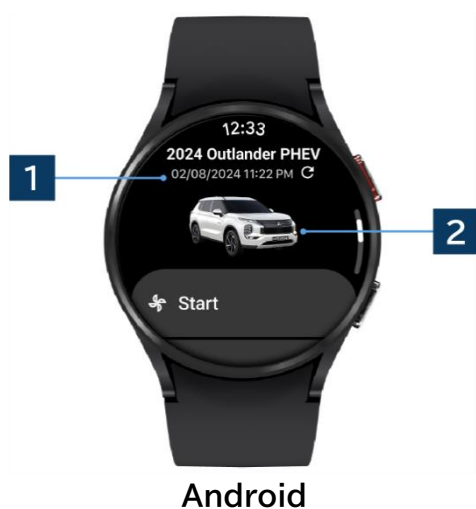 12:33
2024 Outlander PHEV
1
02/08/2024 11:22 PM
2
Start
Android